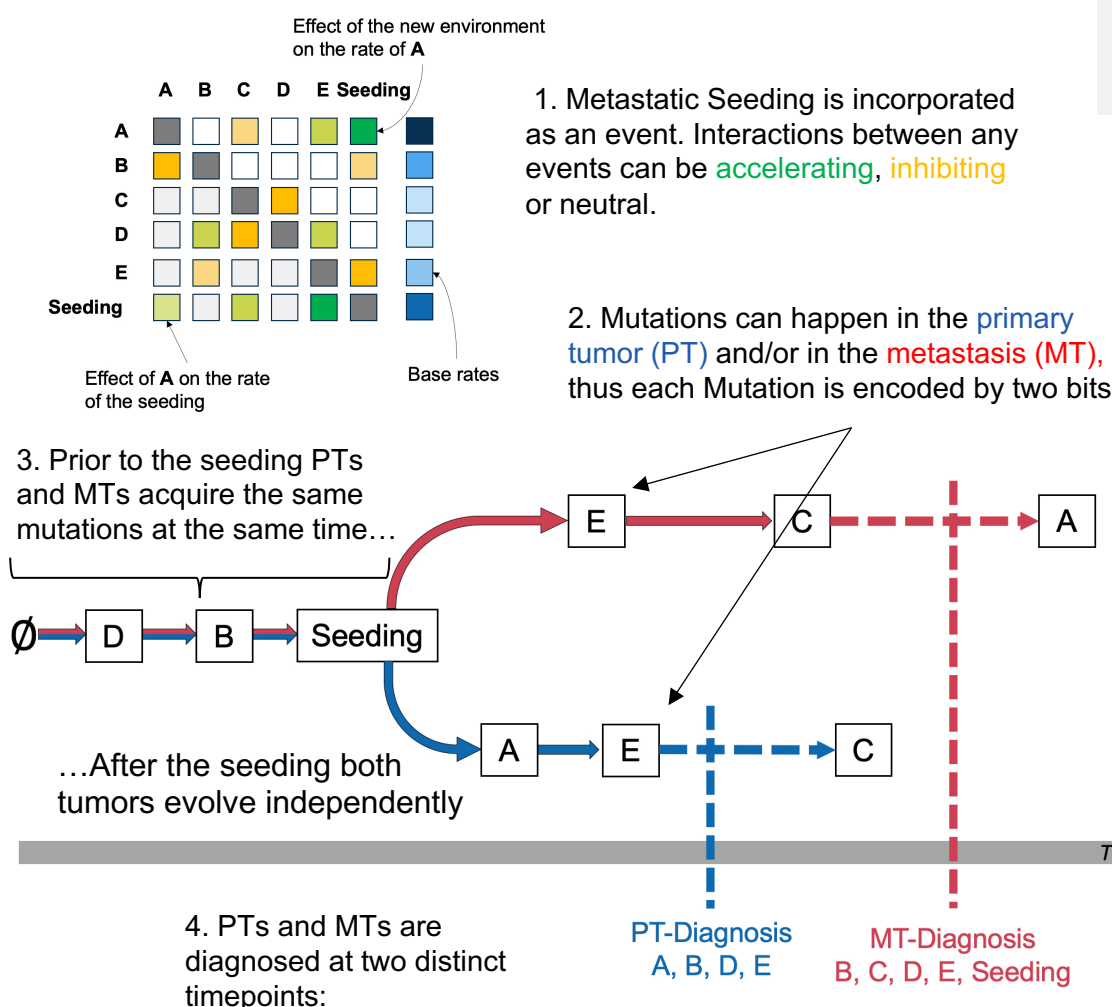 Effect of the new environment
on the rate of A
A B C D E Seeding
A
B
C
D
E
Seeding
Effect of A on the rate
of the seeding
Base rates
1. Metastatic Seeding is incorporated
as an event. Interactions between any
events can be accelerating, inhibiting
or neutral.
2. Mutations can happen in the primary
tumor (PT) and/or in the metastasis (MT),
thus each Mutation is encoded by two bits
3. Prior to the seeding PTs
and MTs acquire the same
mutations at the same time…
E C A
Ø D B Seeding
A E C
…After the seeding both
tumors evolve independently
T
4. PTs and MTs are
diagnosed at two distinct
timepoints:
PT-Diagnosis
A, B, D, E
MT-Diagnosis
B, C, D, E, Seeding